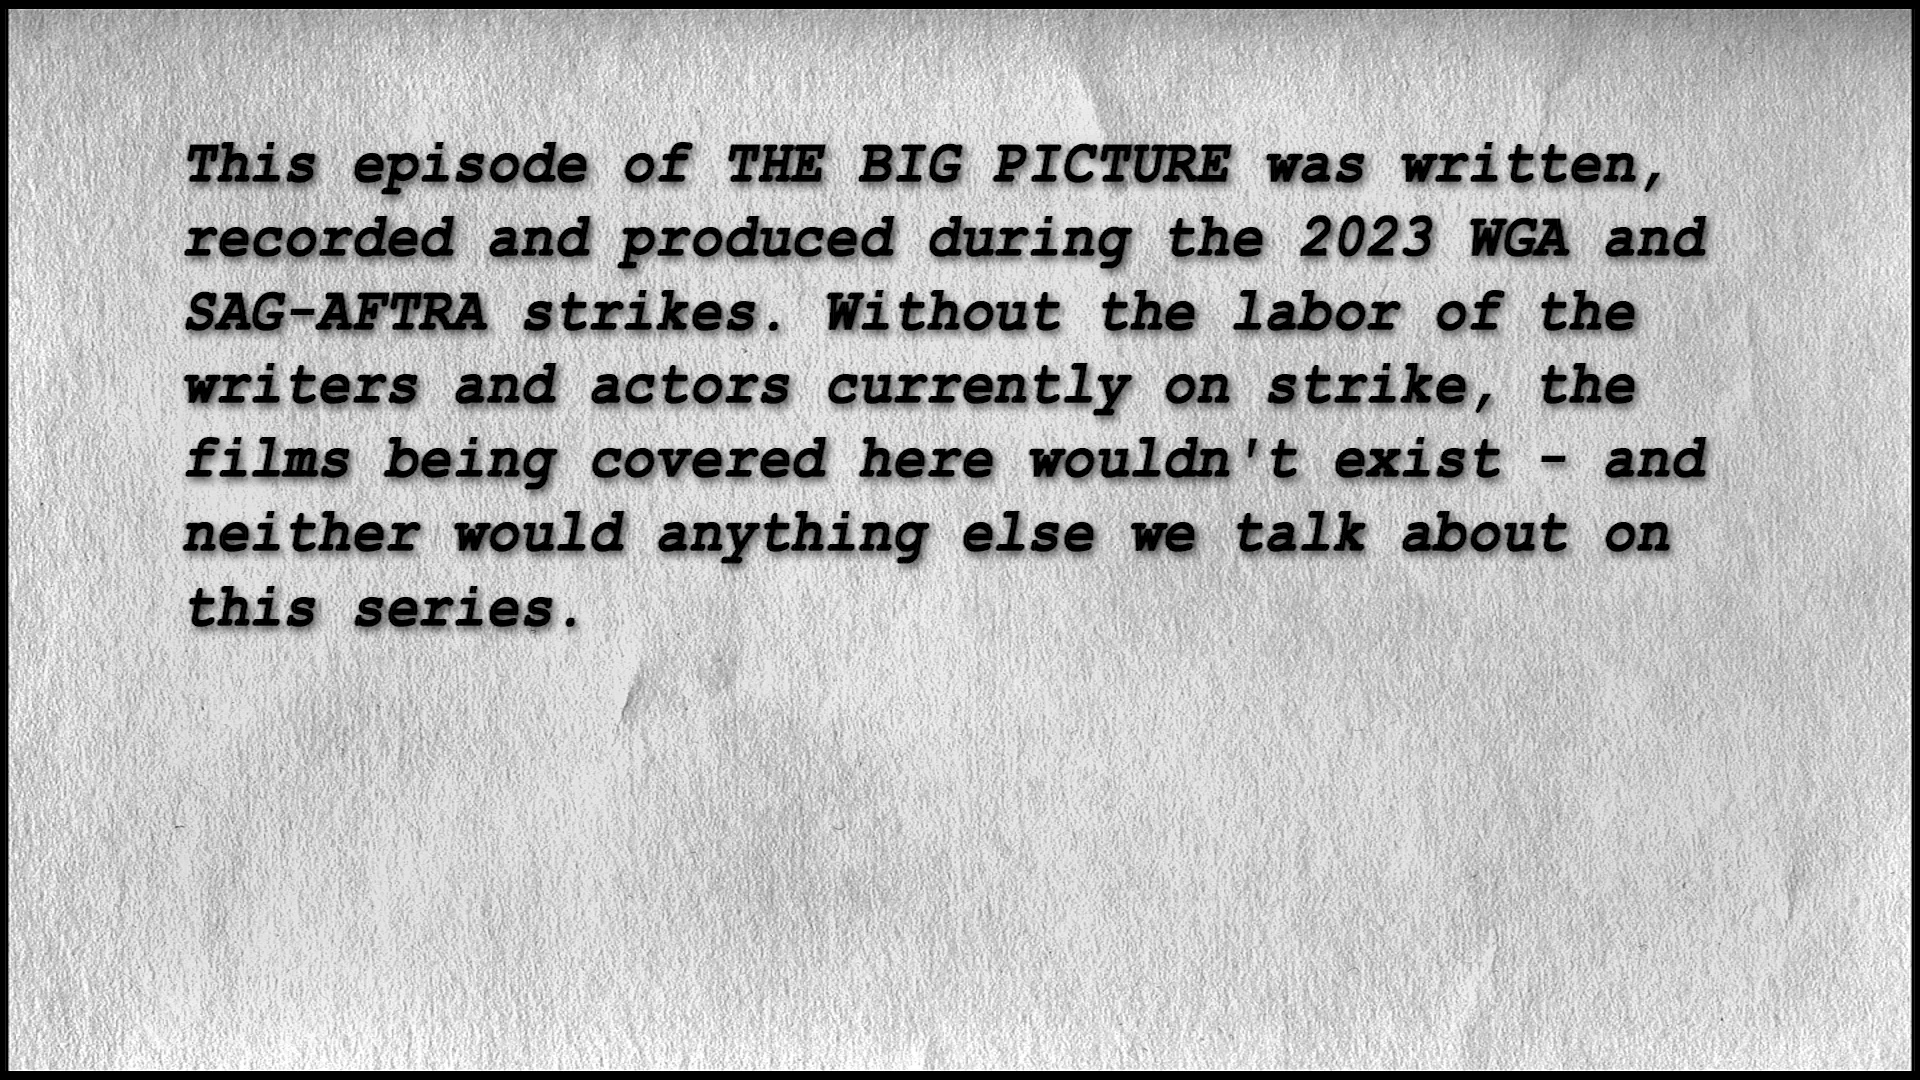 This episode of THE BIG PICTURE was written,
recorded and produced during the 2023 WGA and
SAG-AFTRA strikes. Without the labor of the
writers and actors currently on strike, the
films being covered here wouldn't exist - and
neither would anything else we talk about on
this series.